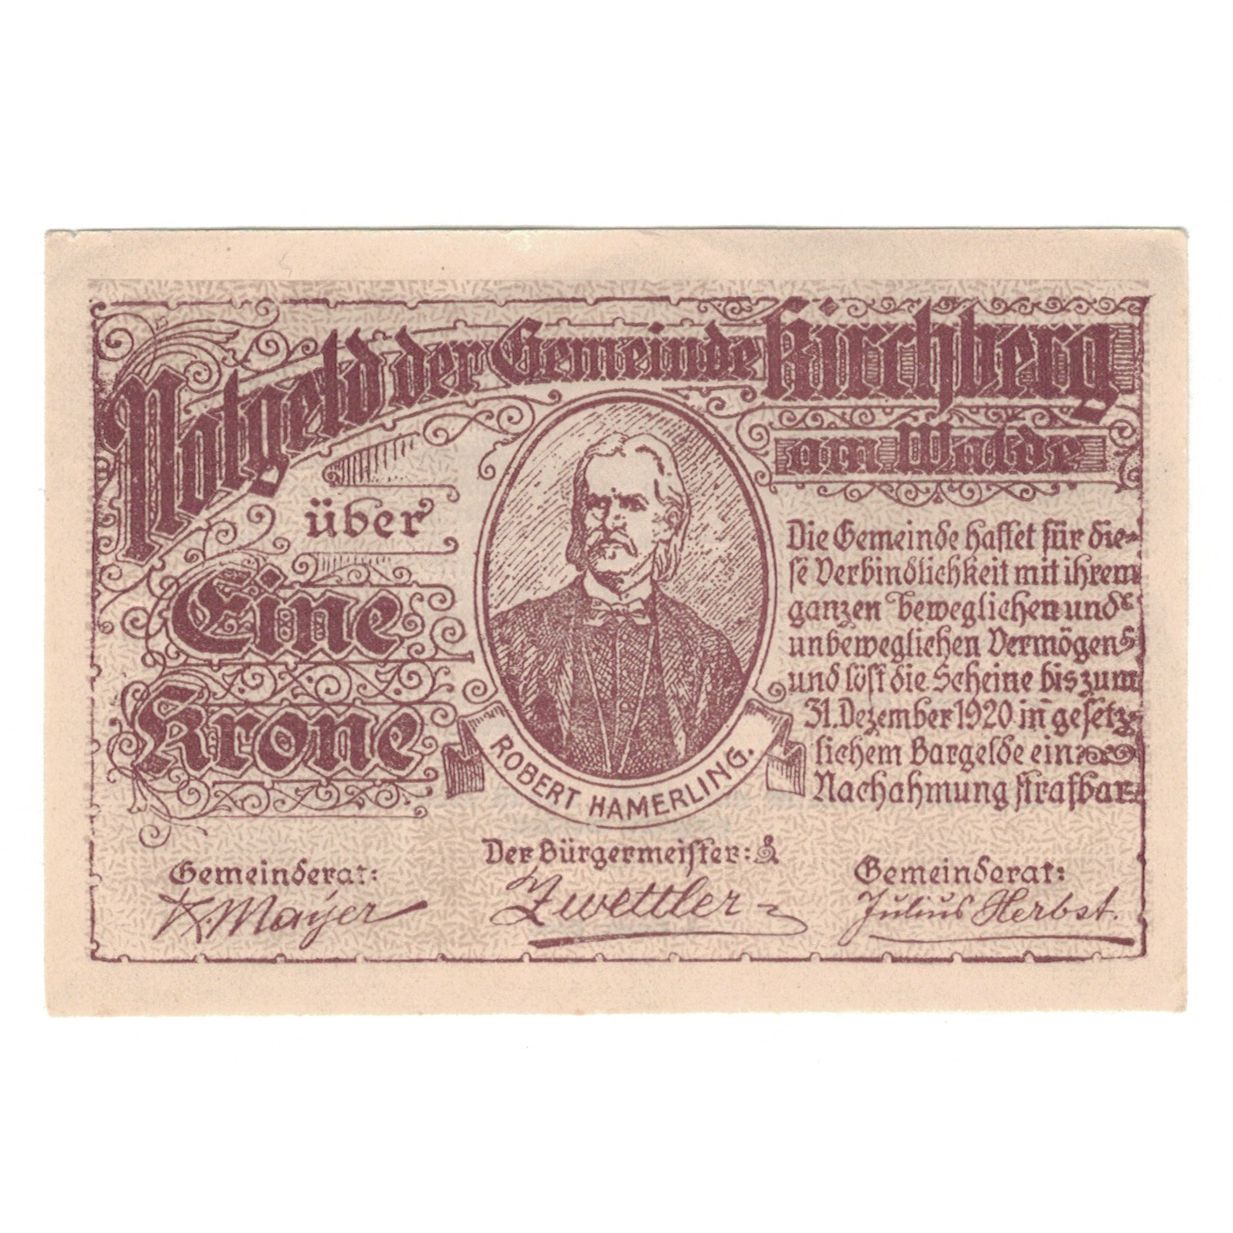 Notgeld der Gemeinde Kirchberg
am Walde
über
Eine
Krone
ROBERT HAMERLING.
Die Gemeinde haftet für die-
se Verbindlichkeit mit ihrem
ganzen beweglichen und
unbeweglichen Vermögen
und löst die Scheine bis zum
31. Dezember 1920 in gesetz-
lichem Bargelde ein.
Nachahmung strafbar.
Gemeinderat:
K. Mayer
Der Bürgermeister:
Zwettler
Gemeinderat:
Julius Herbst.